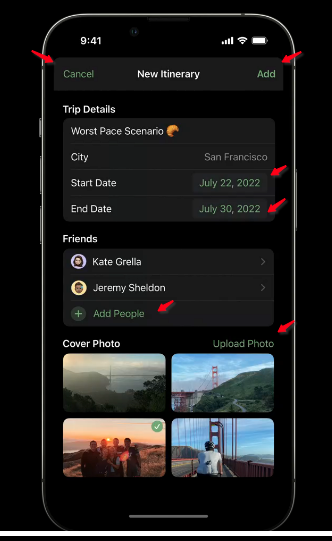 9:41
Cancel New Itinerary Add
Trip Details
Worst Pace Scenario
City San Francisco
Start Date July 22, 2022
End Date July 30, 2022
Friends
Kate Grella
Jeremy Sheldon
Add People
Cover Photo Upload Photo